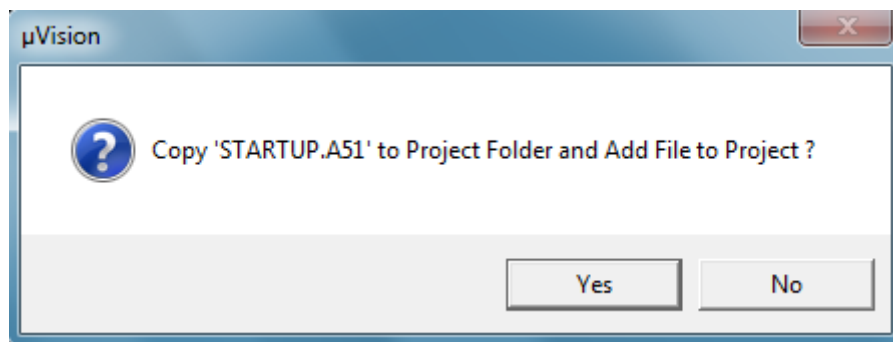 µVision
Copy 'STARTUP.A51' to Project Folder and Add File to Project ?
Yes
No